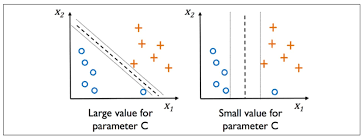 x₂
x₁
Large value for
parameter C
x₂
x₁
Small value for
parameter C